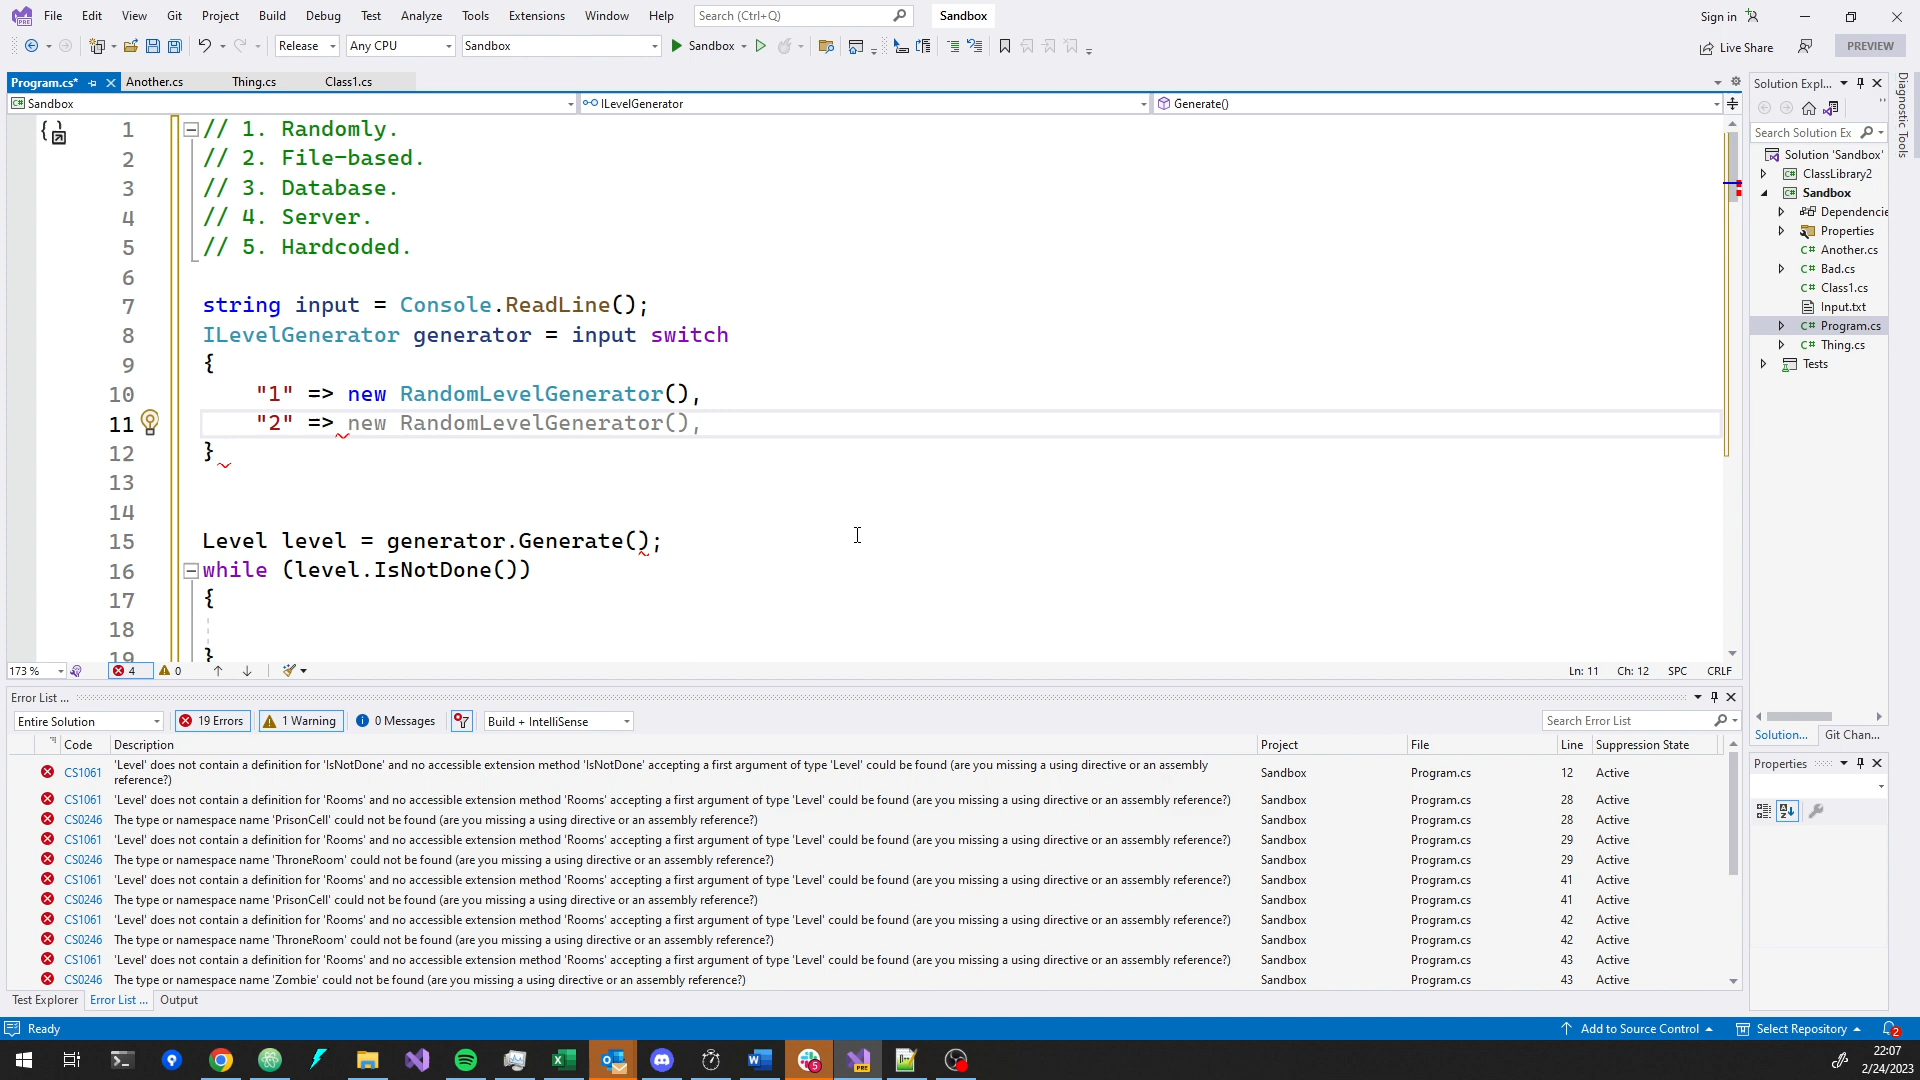 File Edit View Git Project Build Debug Test Analyze Tools Extensions Window Help Search (Ctrl+Q) Sandbox Sign in
Release Any CPU Sandbox Sandbox Live Share PREVIEW
Program.cs* Another.cs Thing.cs Class1.cs
Sandbox ILevelGenerator Generate()
1 // 1. Randomly.
2 // 2. File-based.
3 // 3. Database.
4 // 4. Server.
5 // 5. Hardcoded.
6
7 string input = Console.ReadLine();
8 ILevelGenerator generator = input switch
9 {
10 "1" => new RandomLevelGenerator(),
11 "2" => new RandomLevelGenerator(),
12 }
13
14
15 Level level = generator.Generate();
16 while (level.IsNotDone())
17 {
18
19 }
173 % 4 0 Ln: 11 Ch: 12 SPC CRLF
Error List ...
Entire Solution 19 Errors 1 Warning 0 Messages Build + IntelliSense Search Error List
Code Description Project File Line Suppression State
CS1061 'Level' does not contain a definition for 'IsNotDone' and no accessible extension method 'IsNotDone' accepting a first argument of type 'Level' could be found (are you missing a using directive or an assembly
reference?) Sandbox Program.cs 12 Active
CS1061 'Level' does not contain a definition for 'Rooms' and no accessible extension method 'Rooms' accepting a first argument of type 'Level' could be found (are you missing a using directive or an assembly reference?) Sandbox Program.cs 28 Active
CS0246 The type or namespace name 'PrisonCell' could not be found (are you missing a using directive or an assembly reference?) Sandbox Program.cs 28 Active
CS1061 'Level' does not contain a definition for 'Rooms' and no accessible extension method 'Rooms' accepting a first argument of type 'Level' could be found (are you missing a using directive or an assembly reference?) Sandbox Program.cs 29 Active
CS0246 The type or namespace name 'ThroneRoom' could not be found (are you missing a using directive or an assembly reference?) Sandbox Program.cs 29 Active
CS1061 'Level' does not contain a definition for 'Rooms' and no accessible extension method 'Rooms' accepting a first argument of type 'Level' could be found (are you missing a using directive or an assembly reference?) Sandbox Program.cs 41 Active
CS0246 The type or namespace name 'PrisonCell' could not be found (are you missing a using directive or an assembly reference?) Sandbox Program.cs 41 Active
CS1061 'Level' does not contain a definition for 'Rooms' and no accessible extension method 'Rooms' accepting a first argument of type 'Level' could be found (are you missing a using directive or an assembly reference?) Sandbox Program.cs 42 Active
CS0246 The type or namespace name 'ThroneRoom' could not be found (are you missing a using directive or an assembly reference?) Sandbox Program.cs 42 Active
CS1061 'Level' does not contain a definition for 'Rooms' and no accessible extension method 'Rooms' accepting a first argument of type 'Level' could be found (are you missing a using directive or an assembly reference?) Sandbox Program.cs 43 Active
CS0246 The type or namespace name 'Zombie' could not be found (are you missing a using directive or an assembly reference?) Sandbox Program.cs 43 Active
Test Explorer Error List ... Output
Solution Expl...
Search Solution Ex
Solution 'Sandbox'
ClassLibrary2
Sandbox
Dependencie
Properties
Another.cs
Bad.cs
Class1.cs
Input.txt
Program.cs
Thing.cs
Tests
Solution... Git Chan...
Properties
Diagnostic Tools
Ready Add to Source Control Select Repository 2
22:07
2/24/2023